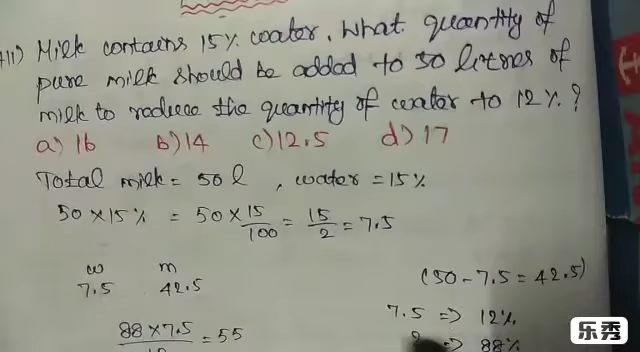 11) Milk contains 15% water. What quantity of
pure milk should be added to 50 litres of
milk to reduce the quantity of water to 12%?
a) 16 b) 14 c) 12.5 d) 17
Total milk = 50 l , water = 15%
50 × 15% = 50 × 15/100 = 15/2 = 7.5
w m
7.5 42.5
(50 - 7.5 = 42.5)
7.5 => 12%
88 × 7.5 = 55
=> 88%
乐秀